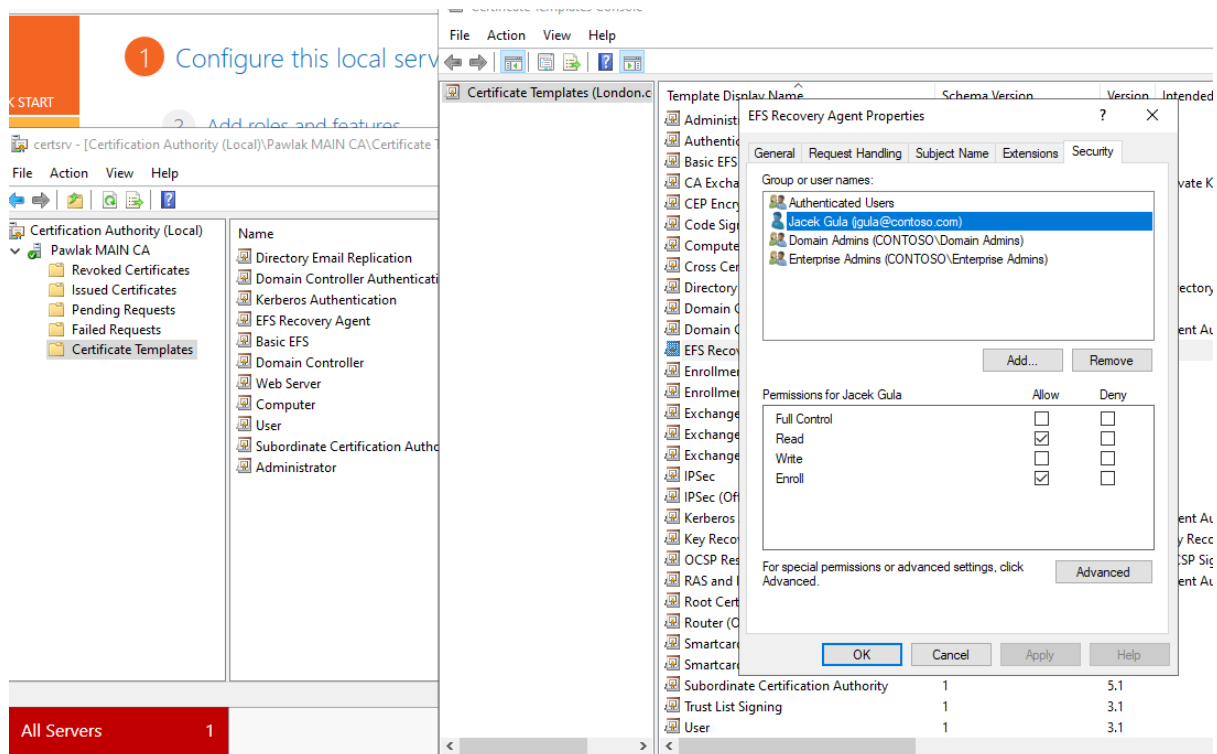 Certificate Templates Console
File Action View Help
1 Configure this local serv
K START
2 Add roles and features
Certificate Templates (London.c
Template Display Name Schema Version Version Intended
certsrv - [Certification Authority (Local)\Pawlak MAIN CA\Certificate T
File Action View Help
Certification Authority (Local)
Pawlak MAIN CA
Revoked Certificates
Issued Certificates
Pending Requests
Failed Requests
Certificate Templates
Name
Directory Email Replication
Domain Controller Authenticati
Kerberos Authentication
EFS Recovery Agent
Basic EFS
Domain Controller
Web Server
Computer
User
Subordinate Certification Autho
Administrator
Administ
Authentic
Basic EFS
CA Excha
CEP Encry
Code Sign
Compute
Cross Cer
Directory
Domain C
Domain C
EFS Recov
Enrollmen
Enrollmen
Exchange
Exchange
Exchange
IPSec
IPSec (Off
Kerberos
Key Recov
OCSP Res
RAS and I
Root Cert
Router (O
Smartcard
Smartcard
Subordinate Certification Authority 1 5.1
Trust List Signing 1 3.1
User 1 3.1
EFS Recovery Agent Properties ? X
General Request Handling Subject Name Extensions Security
Group or user names:
Authenticated Users
Jacek Gula (jgula@contoso.com)
Domain Admins (CONTOSO\Domain Admins)
Enterprise Admins (CONTOSO\Enterprise Admins)
Add... Remove
Permissions for Jacek Gula Allow Deny
Full Control
Read
Write
Enroll
For special permissions or advanced settings, click
Advanced.
Advanced
OK Cancel Apply Help
vate K
ectory
ent Au
ent Au
y Reco
CSP Sig
ent Au
All Servers 1